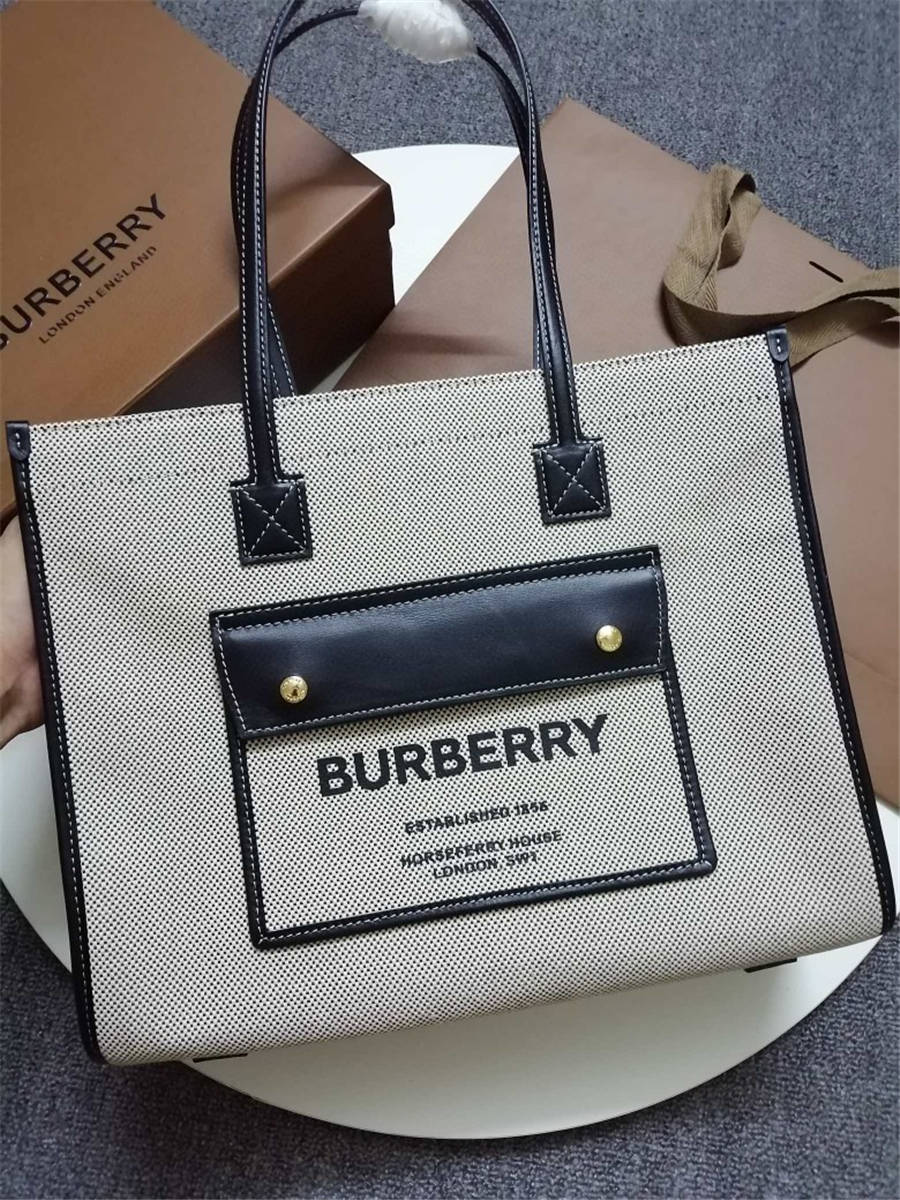 BURBERRY
LONDON ENGLAND
BURBERRY
ESTABLISHED 1856
HORSEFERRY HOUSE
LONDON, SW1